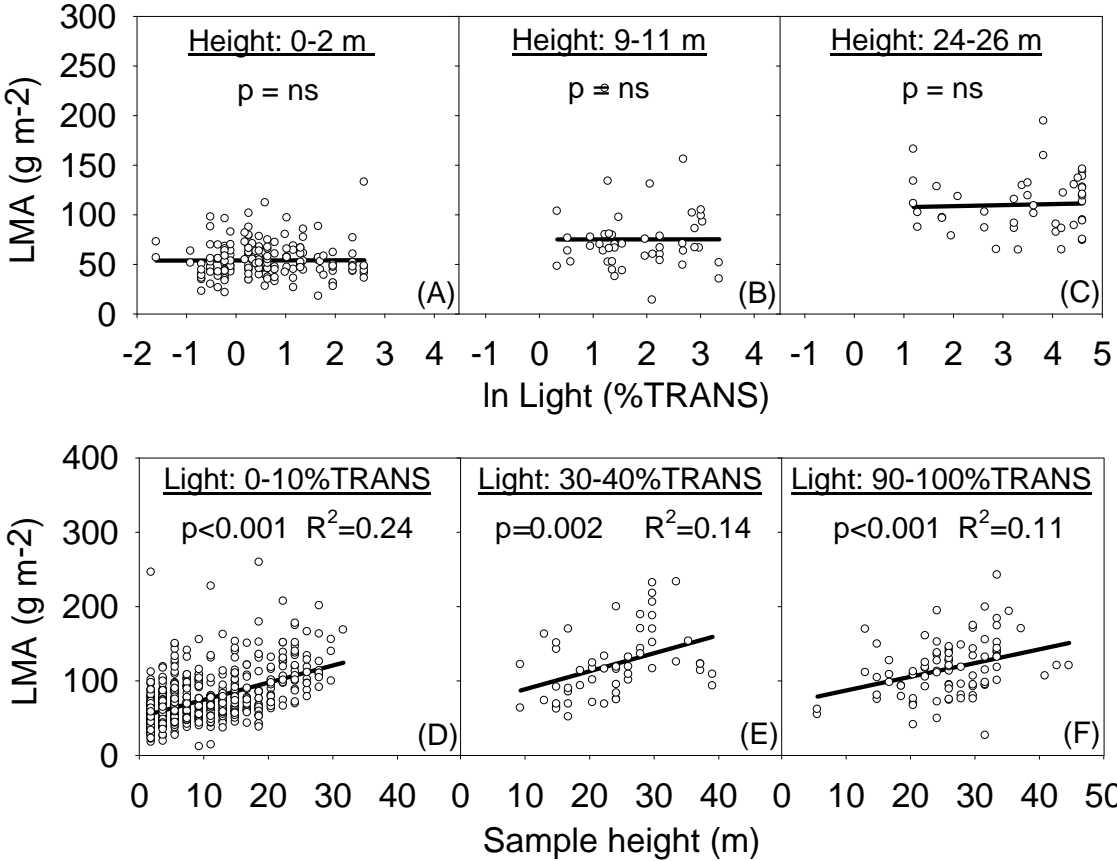 300
250
200
150
100
50
0
LMA (g m-2)
Height: 0-2 m
p = ns
(A)
Height: 9-11 m
p = ns
(B)
Height: 24-26 m
p = ns
(C)
-2 -1 0 1 2 3 4
-1 0 1 2 3 4
-1 0 1 2 3 4 5
ln Light (%TRANS)
400
300
200
100
0
LMA (g m-2)
Light: 0-10%TRANS
p<0.001 R²=0.24
(D)
Light: 30-40%TRANS
p=0.002 R²=0.14
(E)
Light: 90-100%TRANS
p<0.001 R²=0.11
(F)
0 10 20 30 40
0 10 20 30 40
0 10 20 30 40 50
Sample height (m)